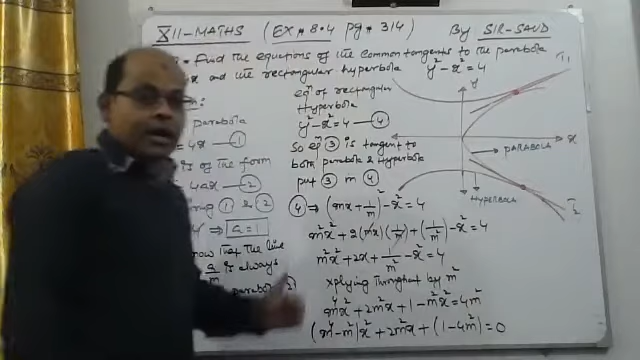 XII-MATHS (EX # 8.4 pg # 314) By SIR-SAUD
Find the equations of the common tangents to the parabola
and the rectangular hyperbola y² - x² = 4
parabola
= 4x - ①
is of the form
4ax - ②
① & ②
⇒ a = 1
now that the line
a/m is always
parabola
eqⁿ of rectangular
Hyperbola
y² - x² = 4 - ④
So eqⁿ ③ is tangent to
both parabola & Hyperbola
put ③ in ④
④ ⇒ (mx + 1/m)² - x² = 4
m²x² + 2(mx)(1/m) + (1/m)² - x² = 4
m²x² + 2x + 1/m² - x² = 4
xplying throughout by m²
m⁴x² + 2m²x + 1 - m²x² = 4m²
(m⁴ - m²)x² + 2m²x + (1 - 4m²) = 0
T₁
y
x
PARABOLA
HYPERBOLA
T₂